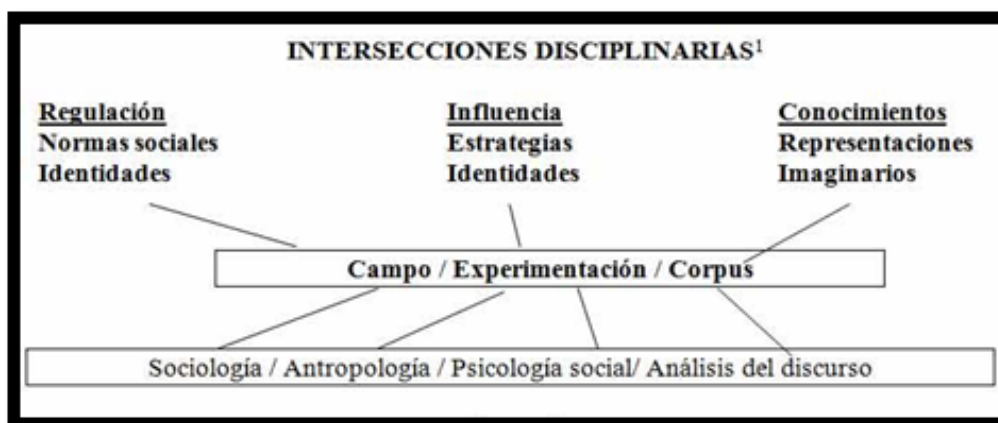 INTERSECCIONES DISCIPLINARIAS¹
Regulación
Normas sociales
Identidades
Influencia
Estrategias
Identidades
Conocimientos
Representaciones
Imaginarios
Campo / Experimentación / Corpus
Sociología / Antropología / Psicología social/ Análisis del discurso